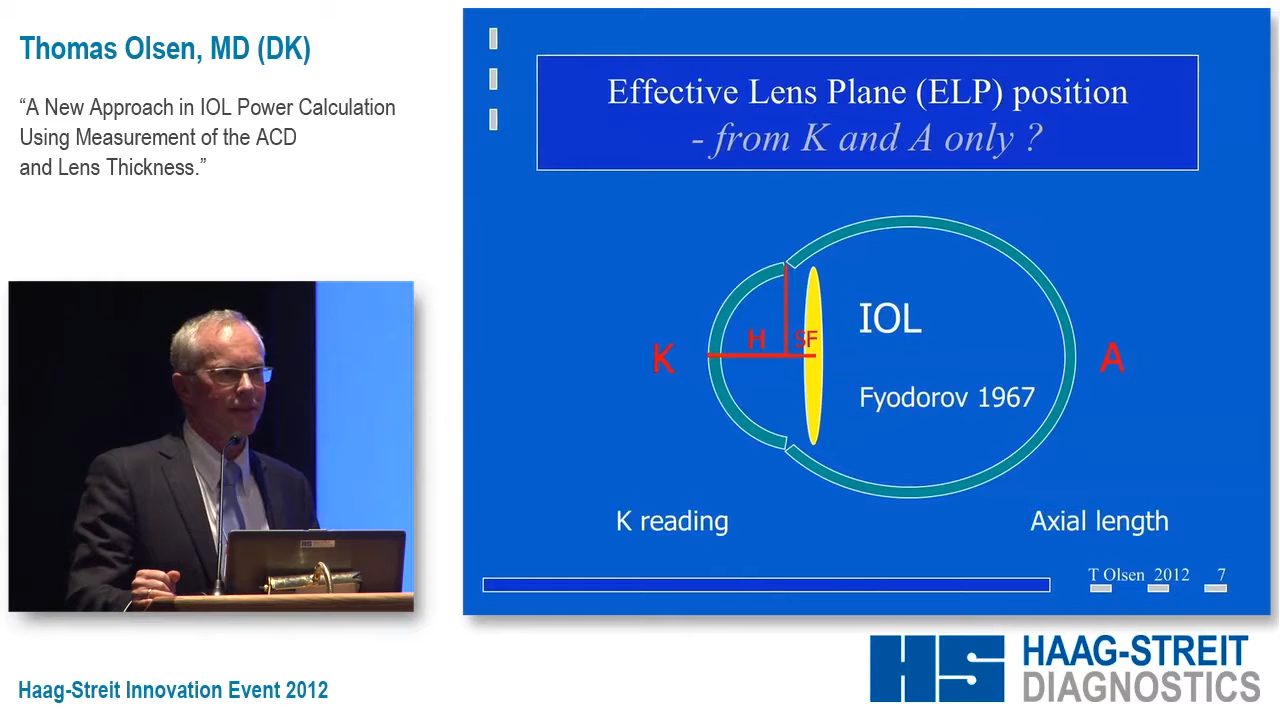 Thomas Olsen, MD (DK)
“A New Approach in IOL Power Calculation
Using Measurement of the ACD
and Lens Thickness.”
Effective Lens Plane (ELP) position
- from K and A only ?
IOL
H
SF
K
A
Fyodorov 1967
K reading
Axial length
T Olsen 2012 7
HS
Haag-Streit Innovation Event 2012
HS
HAAG-STREIT
DIAGNOSTICS